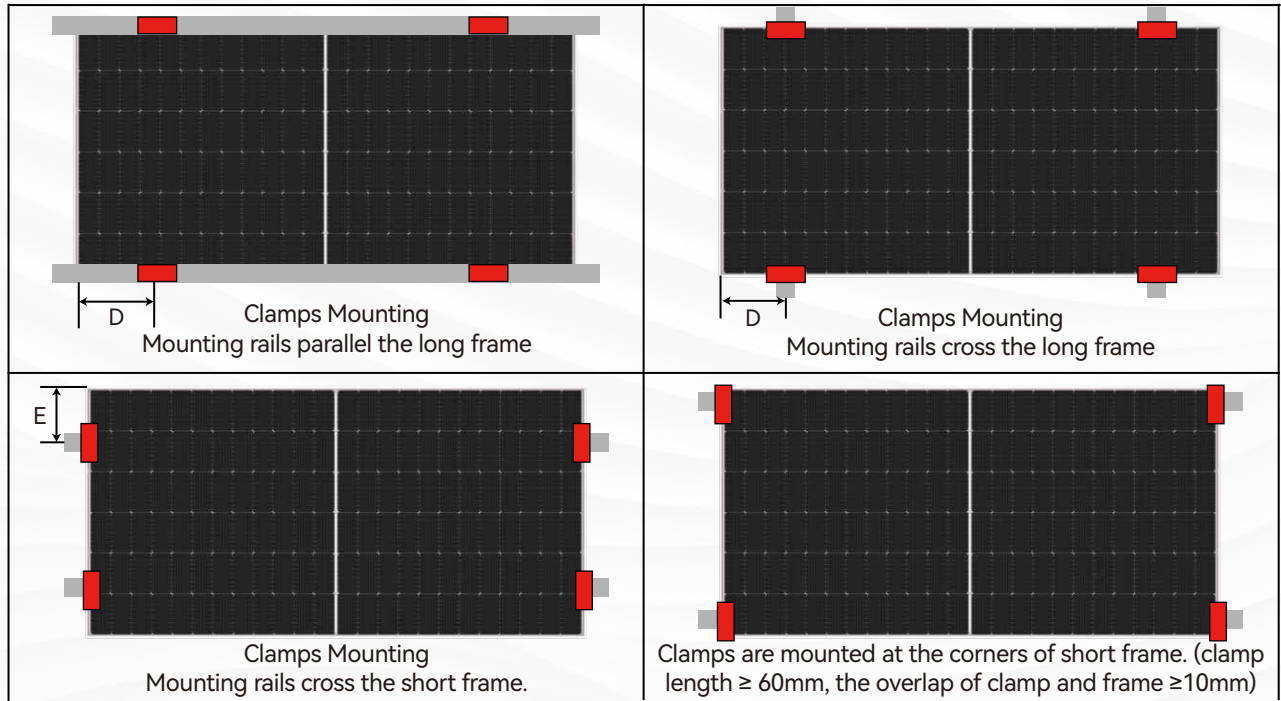 D
Clamps Mounting
Mounting rails parallel the long frame
D
Clamps Mounting
Mounting rails cross the long frame
E
Clamps Mounting
Mounting rails cross the short frame.
Clamps are mounted at the corners of short frame. (clamp
length ≥ 60mm, the overlap of clamp and frame ≥10mm)